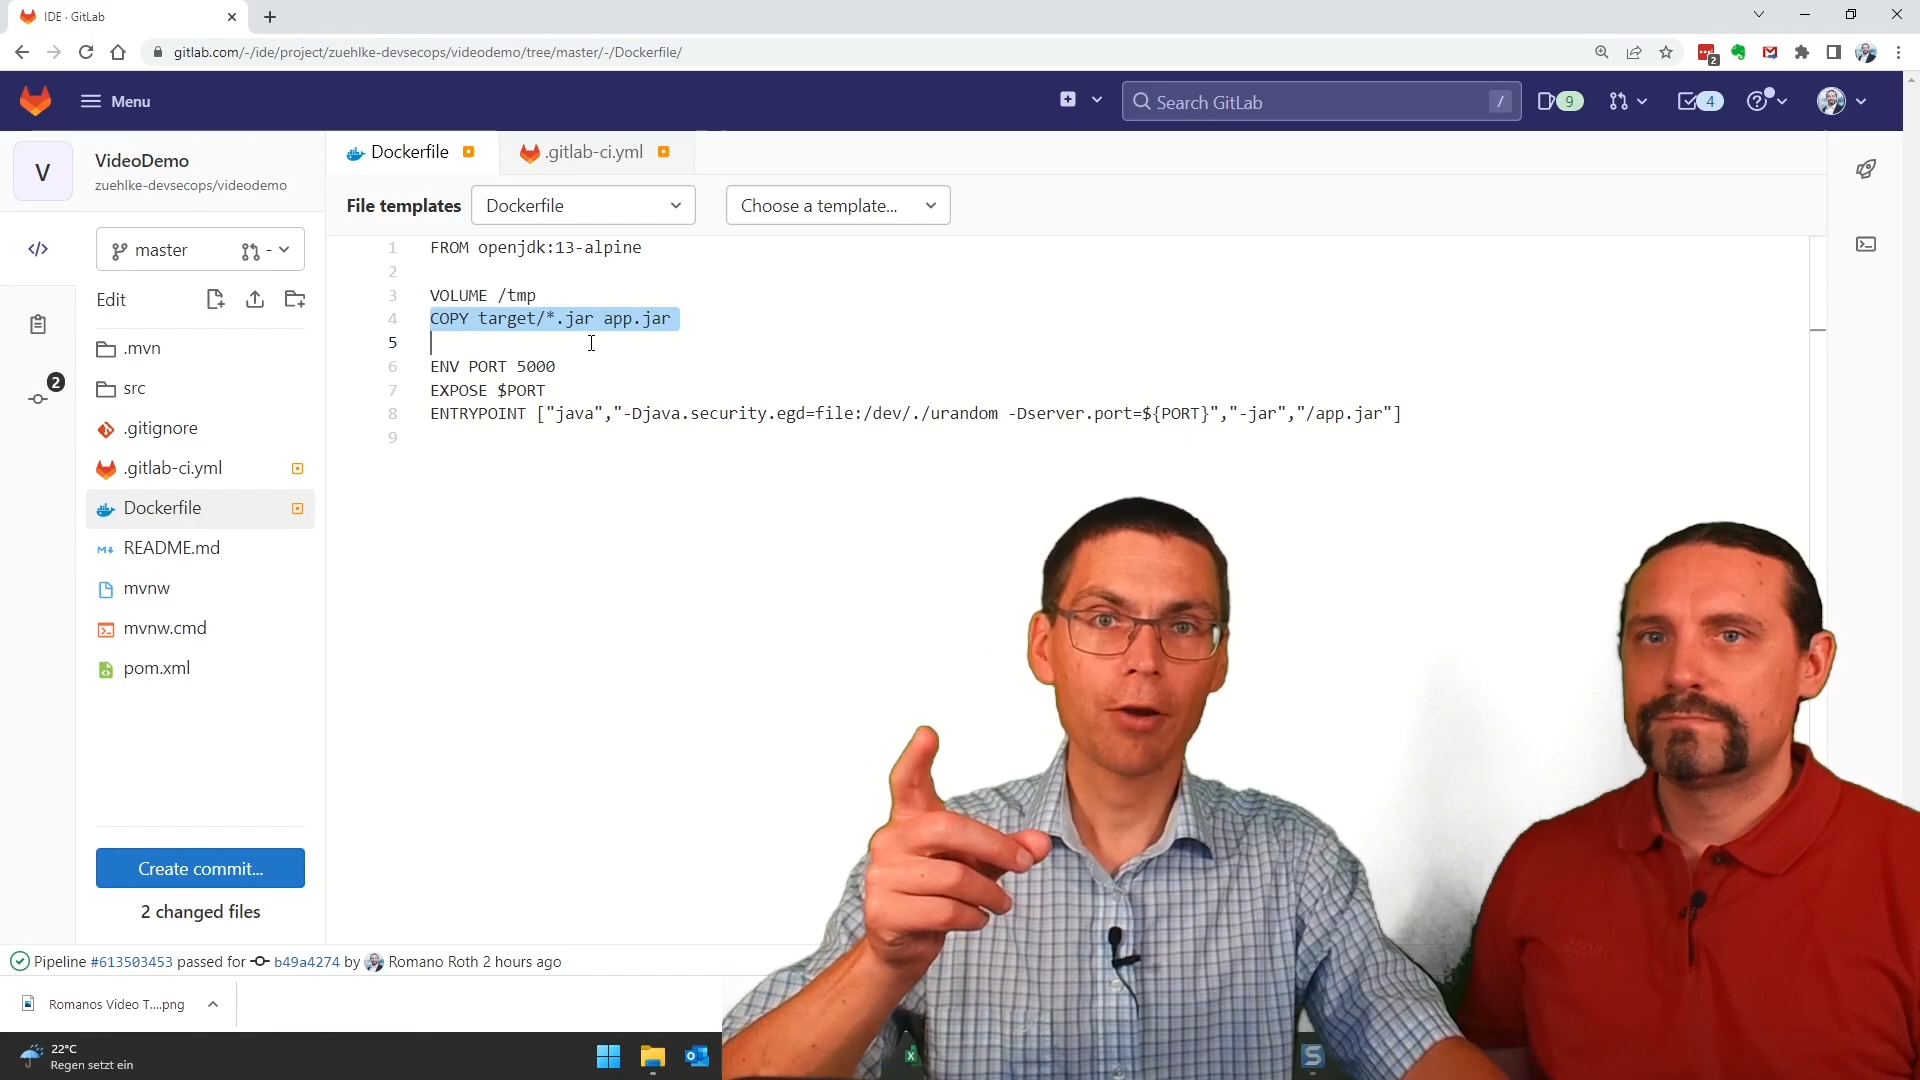 IDE · GitLab
gitlab.com/-/ide/project/zuehlke-devsecops/videodemo/tree/master/-/Dockerfile/
2
Menu
Search GitLab
/
9
4
V
VideoDemo
zuehlke-devsecops/videodemo
Dockerfile
.gitlab-ci.yml
File templates
Dockerfile
Choose a template...
master
-
Edit
.mvn
src
2
.gitignore
.gitlab-ci.yml
Dockerfile
README.md
mvnw
mvnw.cmd
pom.xml
1 FROM openjdk:13-alpine
2
3 VOLUME /tmp
4 COPY target/*.jar app.jar
5
6 ENV PORT 5000
7 EXPOSE $PORT
8 ENTRYPOINT ["java","-Djava.security.egd=file:/dev/./urandom -Dserver.port=${PORT}","-jar","/app.jar"]
9
Create commit...
2 changed files
Pipeline #613503453 passed for b49a4274 by Romano Roth 2 hours ago
Romanos Video T....png
22°C
Regen setzt ein